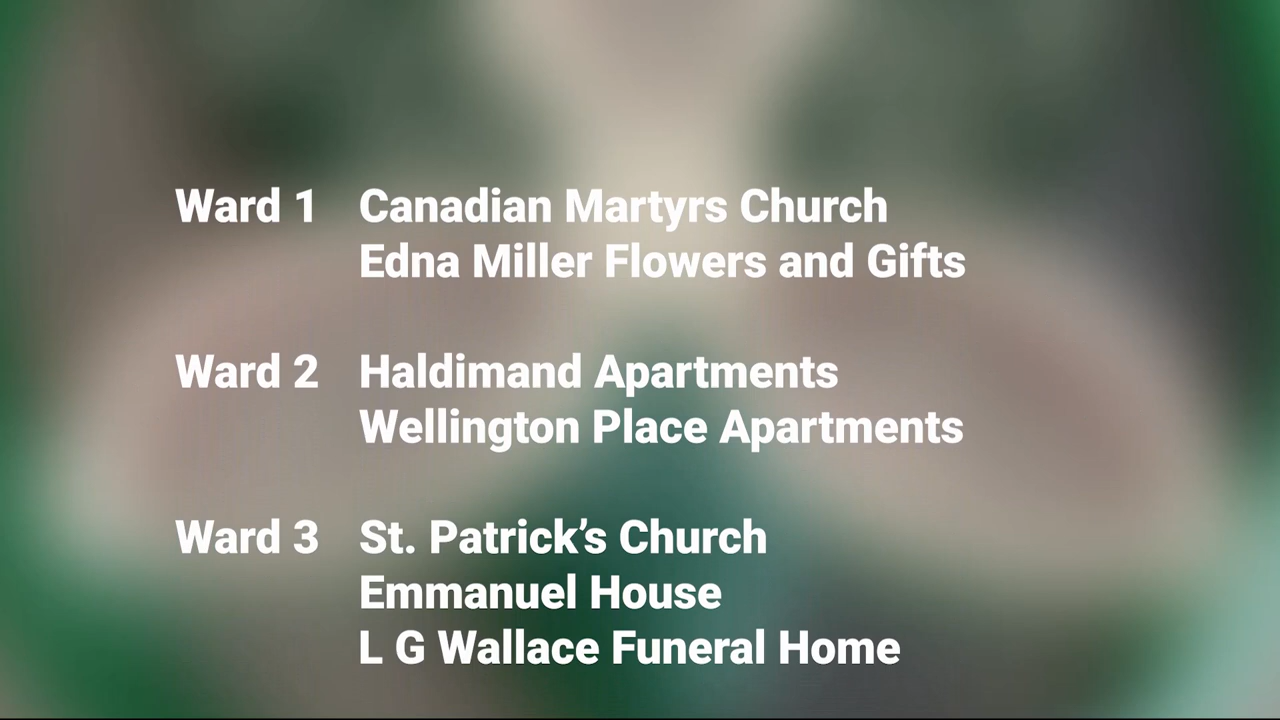 Ward 1 Canadian Martyrs Church
Edna Miller Flowers and Gifts
Ward 2 Haldimand Apartments
Wellington Place Apartments
Ward 3 St. Patrick’s Church
Emmanuel House
L G Wallace Funeral Home